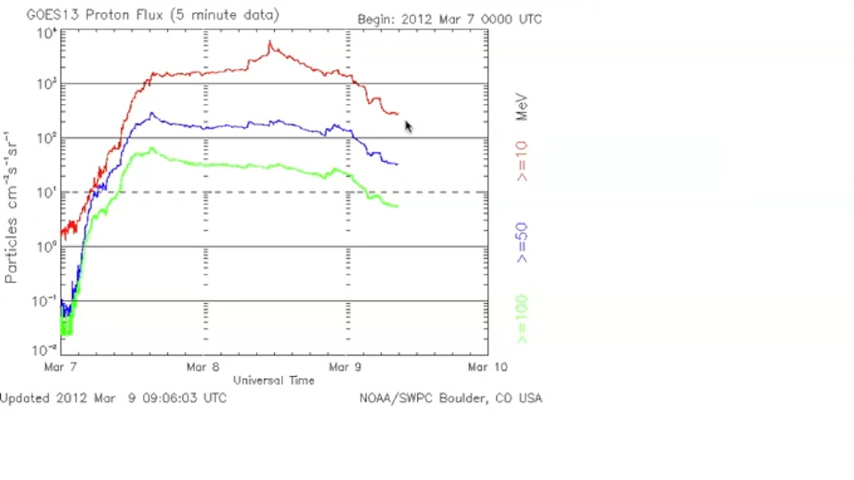 GOES13 Proton Flux (5 minute data)
Begin: 2012 Mar 7 0000 UTC
10⁴
10³
10²
10¹
10⁰
10⁻¹
10⁻²
Particles cm⁻²s⁻¹sr⁻¹
Mar 7
Mar 8
Mar 9
Mar 10
Universal Time
MeV
>=10
>=50
>=100
Updated 2012 Mar 9 09:06:03 UTC
NOAA/SWPC Boulder, CO USA